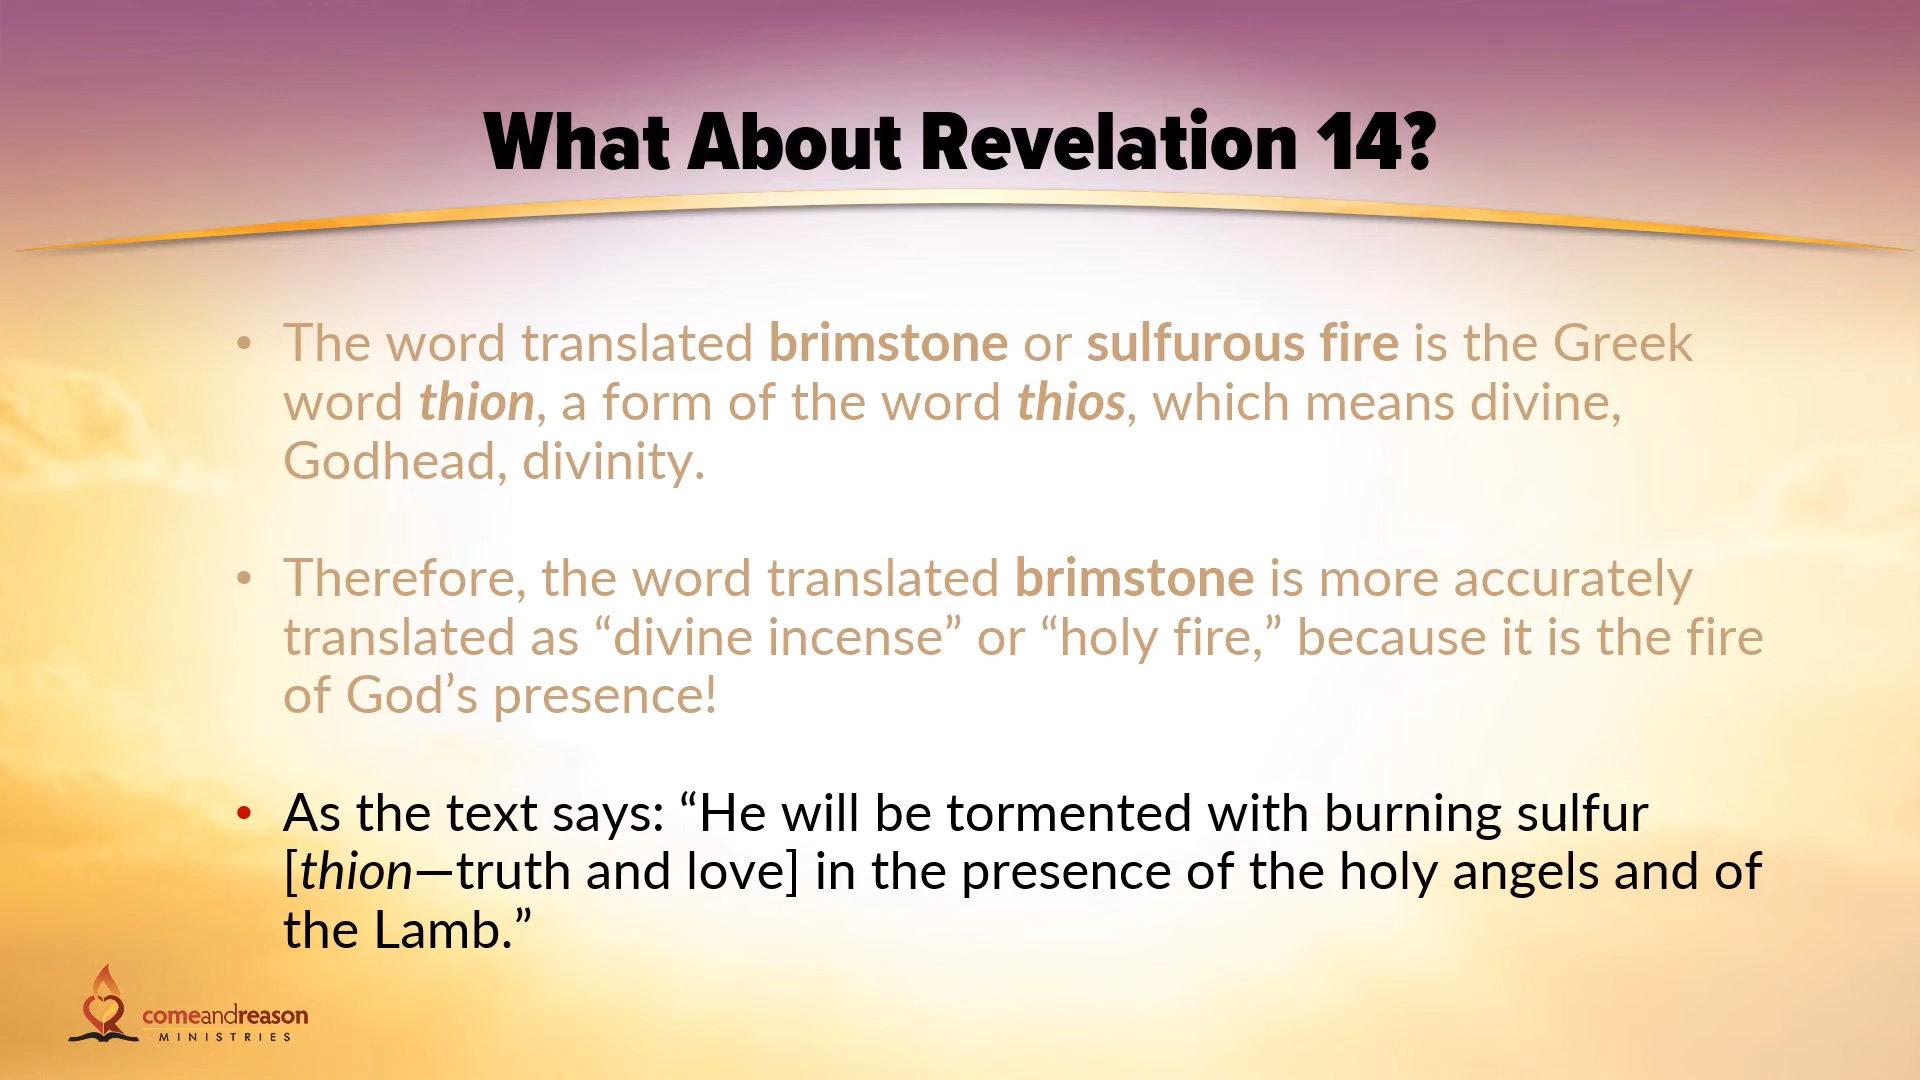 What About Revelation 14?
• The word translated brimstone or sulfurous fire is the Greek
word thion, a form of the word thios, which means divine,
Godhead, divinity.
• Therefore, the word translated brimstone is more accurately
translated as “divine incense” or “holy fire,” because it is the fire
of God’s presence!
• As the text says: “He will be tormented with burning sulfur
[thion—truth and love] in the presence of the holy angels and of
the Lamb.”
comeandreason
MINISTRIES